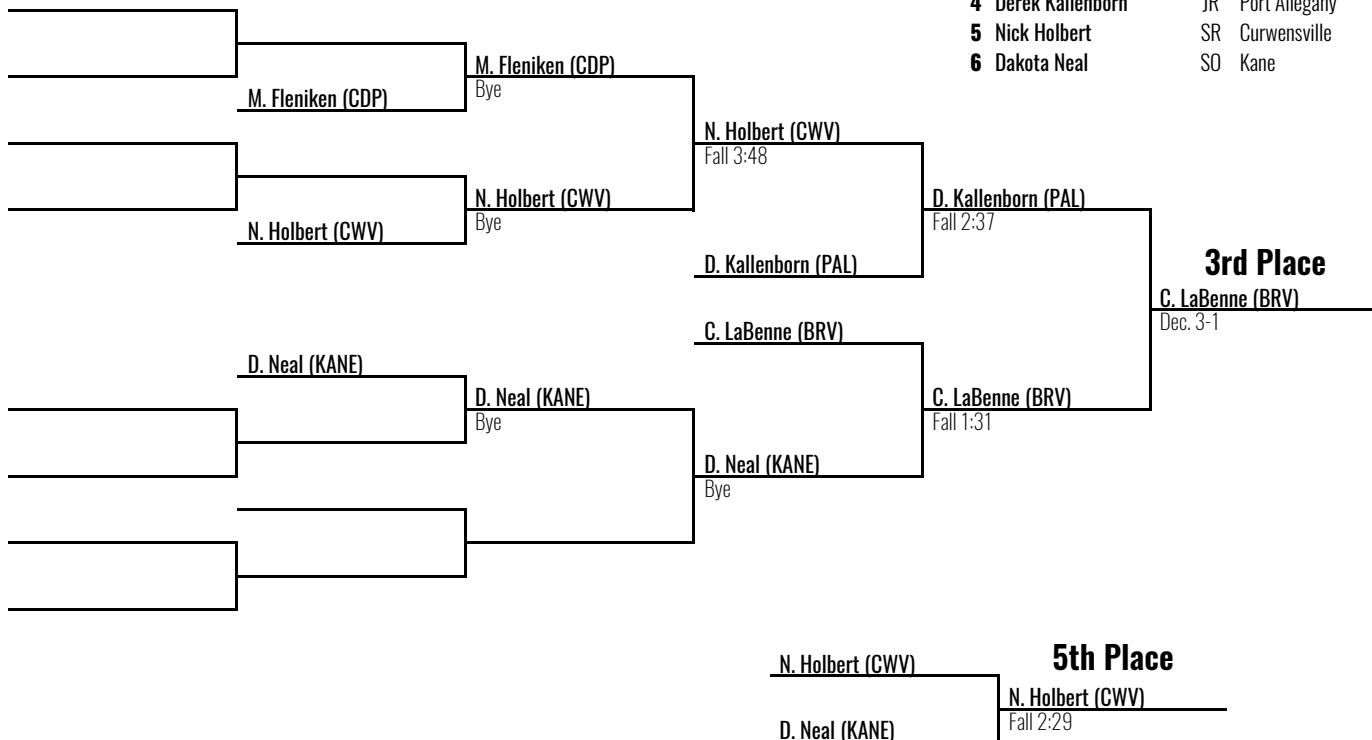 4 Derek Kallenborn JR Port Allegany
5 Nick Holbert SR Curwensville
6 Dakota Neal SO Kane
M. Fleniken (CDP)
M. Fleniken (CDP)
Bye
N. Holbert (CWV)
N. Holbert (CWV)
Bye
N. Holbert (CWV)
Fall 3:48
D. Kallenborn (PAL)
D. Kallenborn (PAL)
Fall 2:37
3rd Place
C. LaBenne (BRV)
Dec. 3-1
C. LaBenne (BRV)
D. Neal (KANE)
D. Neal (KANE)
Bye
C. LaBenne (BRV)
Fall 1:31
D. Neal (KANE)
Bye
5th Place
N. Holbert (CWV)
N. Holbert (CWV)
Fall 2:29
D. Neal (KANE)